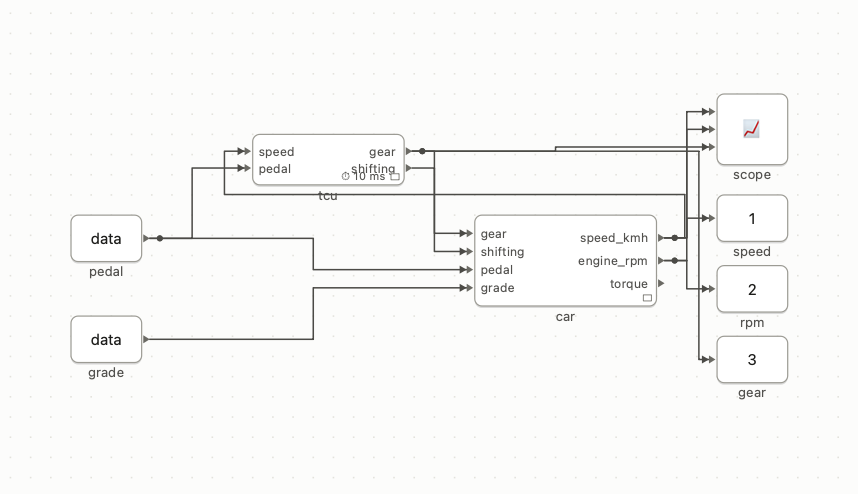 speed
gear
pedal
shifting
⏱ 10 ms
tcu
scope
data
pedal
gear
shifting
pedal
grade
speed_kmh
engine_rpm
torque
car
1
speed
2
rpm
data
grade
3
gear